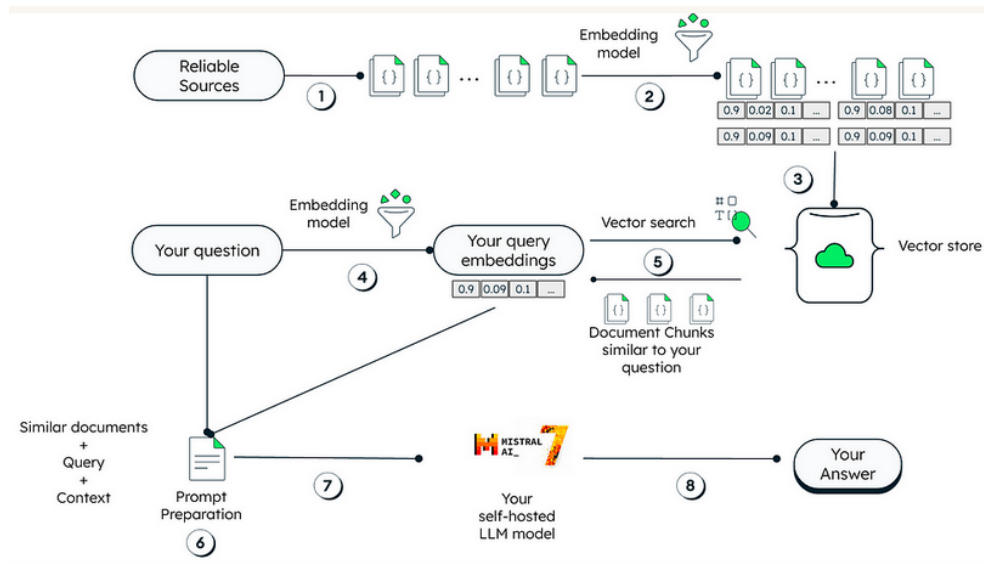 Reliable
Sources
1
{ }
{ }
...
{ }
{ }
Embedding
model
2
{ }
{ }
...
{ }
{ }
0.9 0.02 0.1 ...
0.9 0.08 0.1 ...
0.9 0.09 0.1 ...
0.9 0.09 0.1 ...
3
Vector store
Your question
Embedding
model
4
Your query
embeddings
0.9 0.09 0.1 ...
Vector search
5
{ }
{ }
{ }
Document Chunks
similar to your
question
Similar documents
+
Query
+
Context
Prompt
Preparation
6
7
MISTRAL
AI_
7
Your
self-hosted
LLM model
8
Your
Answer